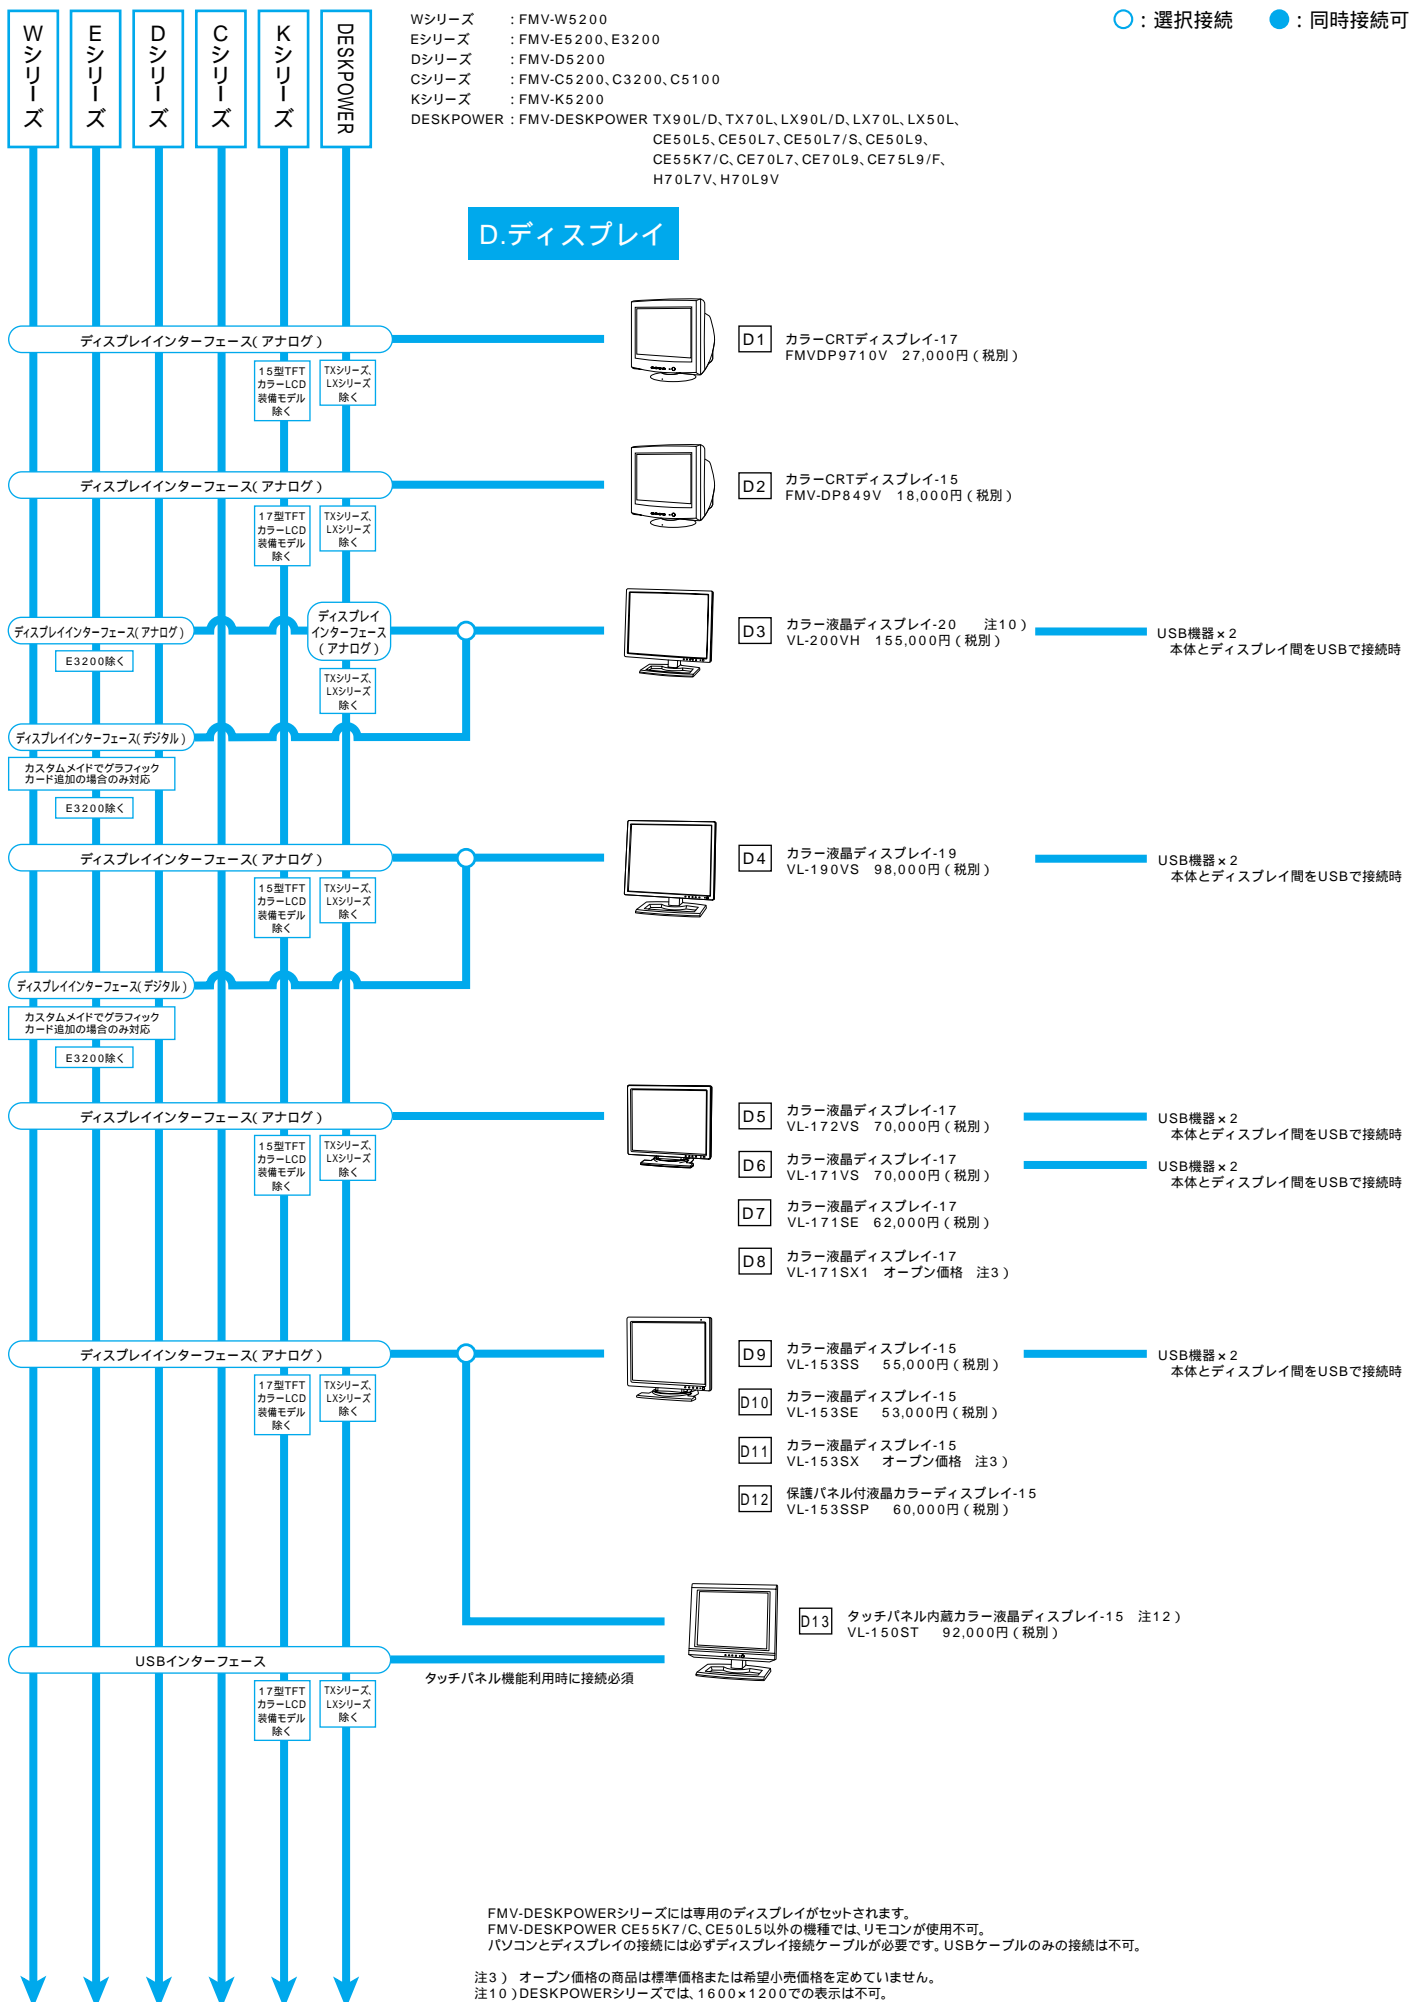 Wシリーズ
Eシリーズ
Dシリーズ
Cシリーズ
Kシリーズ
DESKPOWER
Wシリーズ : FMV-W5200
Eシリーズ : FMV-E5200、E3200
Dシリーズ : FMV-D5200
Cシリーズ : FMV-C5200、C3200、C5100
Kシリーズ : FMV-K5200
DESKPOWER : FMV-DESKPOWER TX90L/D、TX70L、LX90L/D、LX70L、LX50L、
CE50L5、CE50L7、CE50L7/S、CE50L9、
CE55K7/C、CE70L7、CE70L9、CE75L9/F、
H70L7V、H70L9V
○:選択接続 ●:同時接続可
D.ディスプレイ
ディスプレイインターフェース(アナログ)
15型TFT
カラーLCD
装備モデル
除く
TXシリーズ、
LXシリーズ
除く
D1 カラーCRTディスプレイ-17
FMVDP9710V 27,000円(税別)
ディスプレイインターフェース(アナログ)
17型TFT
カラーLCD
装備モデル
除く
TXシリーズ、
LXシリーズ
除く
D2 カラーCRTディスプレイ-15
FMV-DP849V 18,000円(税別)
ディスプレイインターフェース(アナログ)
E3200除く
ディスプレイ
インターフェース
(アナログ)
TXシリーズ、
LXシリーズ
除く
D3 カラー液晶ディスプレイ-20 注10)
VL-200VH 155,000円(税別)
USB機器×2
本体とディスプレイ間をUSBで接続時
ディスプレイインターフェース(デジタル)
カスタムメイドでグラフィック
カード追加の場合のみ対応
E3200除く
ディスプレイインターフェース(アナログ)
15型TFT
カラーLCD
装備モデル
除く
TXシリーズ、
LXシリーズ
除く
D4 カラー液晶ディスプレイ-19
VL-190VS 98,000円(税別)
USB機器×2
本体とディスプレイ間をUSBで接続時
ディスプレイインターフェース(デジタル)
カスタムメイドでグラフィック
カード追加の場合のみ対応
E3200除く
ディスプレイインターフェース(アナログ)
15型TFT
カラーLCD
装備モデル
除く
TXシリーズ、
LXシリーズ
除く
D5 カラー液晶ディスプレイ-17
VL-172VS 70,000円(税別)
USB機器×2
本体とディスプレイ間をUSBで接続時
D6 カラー液晶ディスプレイ-17
VL-171VS 70,000円(税別)
USB機器×2
本体とディスプレイ間をUSBで接続時
D7 カラー液晶ディスプレイ-17
VL-171SE 62,000円(税別)
D8 カラー液晶ディスプレイ-17
VL-171SX1 オープン価格 注3)
ディスプレイインターフェース(アナログ)
17型TFT
カラーLCD
装備モデル
除く
TXシリーズ、
LXシリーズ
除く
D9 カラー液晶ディスプレイ-15
VL-153SS 55,000円(税別)
USB機器×2
本体とディスプレイ間をUSBで接続時
D10 カラー液晶ディスプレイ-15
VL-153SE 53,000円(税別)
D11 カラー液晶ディスプレイ-15
VL-153SX オープン価格 注3)
D12 保護パネル付液晶カラーディスプレイ-15
VL-153SSP 60,000円(税別)
D13 タッチパネル内蔵カラー液晶ディスプレイ-15 注12)
VL-150ST 92,000円(税別)
USBインターフェース
17型TFT
カラーLCD
装備モデル
除く
TXシリーズ、
LXシリーズ
除く
タッチパネル機能利用時に接続必須
FMV-DESKPOWERシリーズには専用のディスプレイがセットされます。
FMV-DESKPOWER CE55K7/C、CE50L5以外の機種では、リモコンが使用不可。
パソコンとディスプレイの接続には必ずディスプレイ接続ケーブルが必要です。USBケーブルのみの接続は不可。
注3) オープン価格の商品は標準価格または希望小売価格を定めていません。
注10)DESKPOWERシリーズでは、1600×1200での表示は不可。